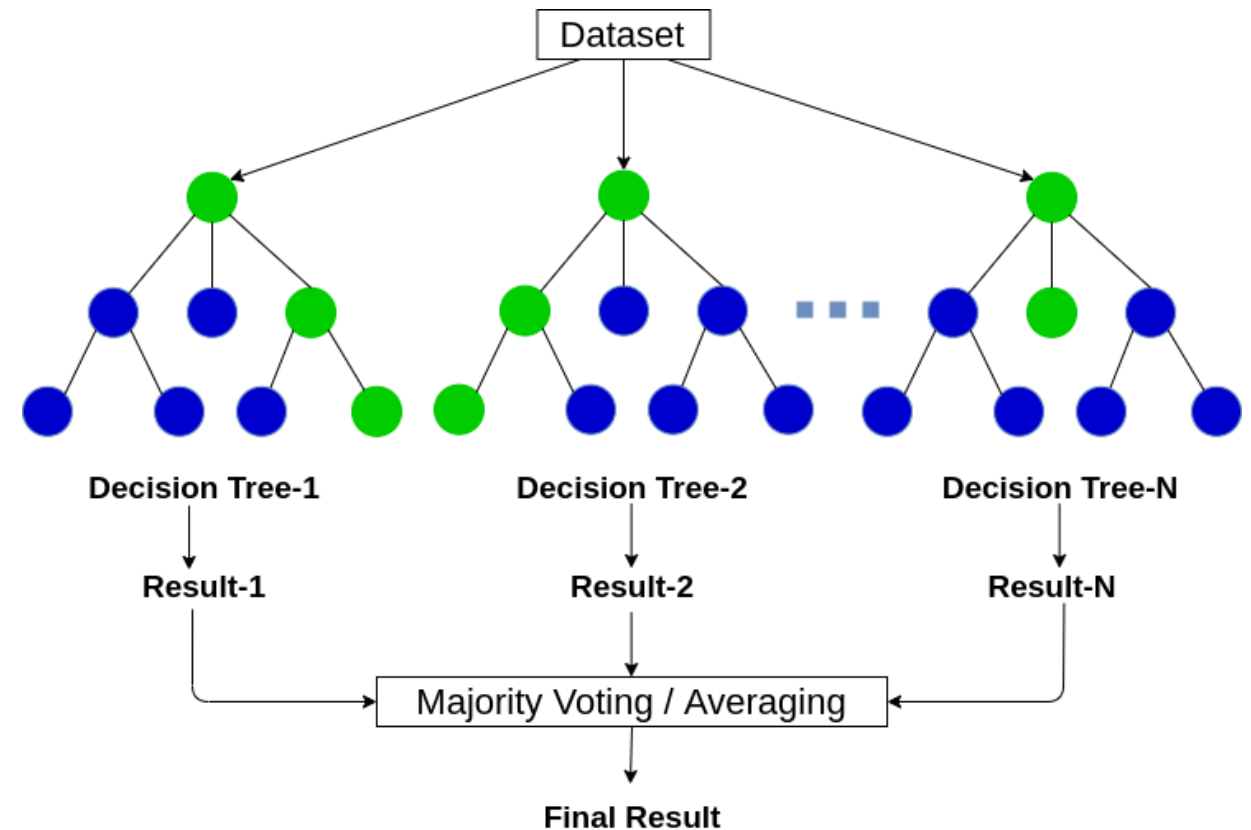 Dataset
Decision Tree-1
Decision Tree-2
Decision Tree-N
Result-1
Result-2
Result-N
Majority Voting / Averaging
Final Result